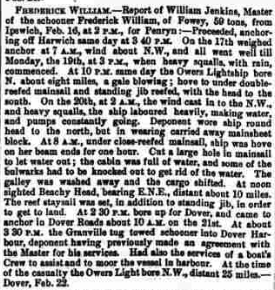 FREDERICK WILLIAM.—Report of William Jenkins, Master
of the schooner Frederick William, of Fowey, 59 tons, from
Ipswich, Feb. 16, at 2 P.M., for Penryn:—Proceeded, anchor-
ing off Harwich same day at 3 40 P.M. On the 17th weighed
anchor at 7 A.M., wind about N.W., and all went well till
Monday, the 19th, at 3 P.M., when heavy squalls, with rain,
commenced. At 10 P.M. same day the Owers Lightship bore
N. about eight miles, a gale blowing; hove to under double-
reefed mainsail and standing jib reefed, with the head to the
south. On the 20th, at 2 A.M., the wind cast in to the N.W.,
and heavy squalls, the ship laboured heavily, making water,
and pumps constantly going. Deponent wore ship round
head to the north, but in wearing carried away mainsheet
block. At 8 A.M., under close-reefed mainsail, ship was hove
on her beam ends for one hour. Cut a large hole in mainsail
to let water out; the cabin was full of water, and some of the
bulwarks had to be knocked out to get rid of the water. The
galley was washed away and the cargo shifted. At noon
sighted Beachy Head, bearing E.N.E., distant about 10 miles.
The reef staysail was set, in addition to standing jib, in order
to get to land. At 2 30 P.M. bore up for Dover, and came to
anchor in Dover Roads about 10 A.M. on the 21st. At about
3 30 P.M. the Granville tug towed schooner into Dover Har-
bour, deponent having previously made an agreement with
the Master for his services. Had also the services of a boat's
Crew to assist and to moor the vessel in harbour. At time of
the casualty the Owers Light bore N.W., distant 25 miles.—
Dover, Feb. 22.